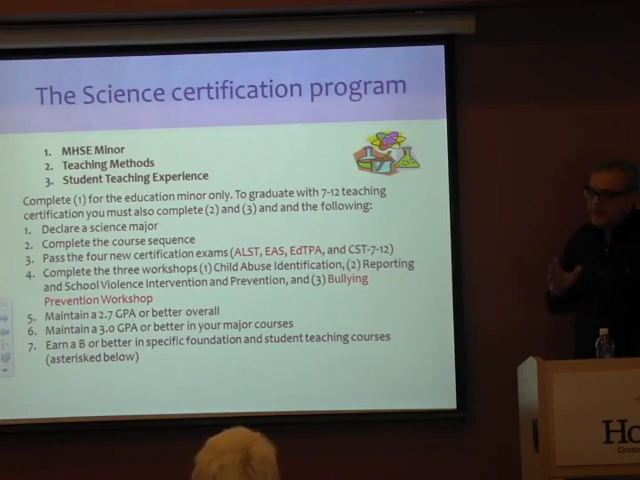 The Science certification program
1. MHSE Minor
2. Teaching Methods
3. Student Teaching Experience
Complete (1) for the education minor only. To graduate with 7-12 teaching
certification you must also complete (2) and (3) and and the following:
1. Declare a science major
2. Complete the course sequence
3. Pass the four new certification exams (ALST, EAS, EdTPA, and CST-7-12)
4. Complete the three workshops (1) Child Abuse Identification, (2) Reporting
and School Violence Intervention and Prevention, and (3) Bullying
Prevention Workshop
5. Maintain a 2.7 GPA or better overall
6. Maintain a 3.0 GPA or better in your major courses
7. Earn a B or better in specific foundation and student teaching courses
(asterisked below)